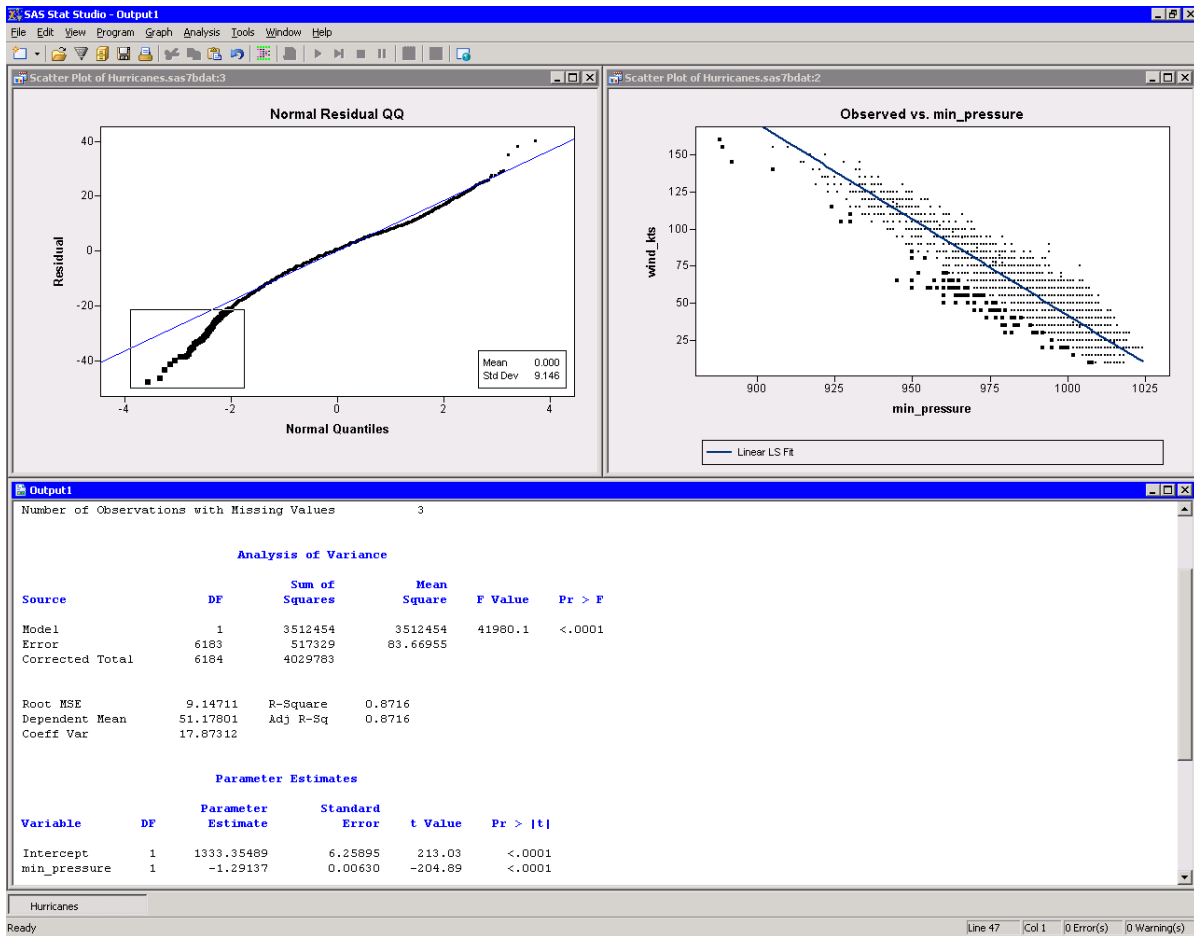 SAS Stat Studio - Output1
File Edit View Program Graph Analysis Tools Window Help
Scatter Plot of Hurricanes.sas7bdat:3
Normal Residual QQ
40
20
0
-20
-40
Residual
Mean 0.000
Std Dev 9.146
-4 -2 0 2 4
Normal Quantiles
Scatter Plot of Hurricanes.sas7bdat:2
Observed vs. min_pressure
150
125
100
75
50
25
wind_kts
900 925 950 975 1000 1025
min_pressure
Linear LS Fit
Output1
Number of Observations with Missing Values 3
Analysis of Variance
Sum of Mean
Source DF Squares Square F Value Pr > F
Model 1 3512454 3512454 41980.1 <.0001
Error 6183 517329 83.66955
Corrected Total 6184 4029783
Root MSE 9.14711 R-Square 0.8716
Dependent Mean 51.17801 Adj R-Sq 0.8716
Coeff Var 17.87312
Parameter Estimates
Parameter Standard
Variable DF Estimate Error t Value Pr > |t|
Intercept 1 1333.35489 6.25895 213.03 <.0001
min_pressure 1 -1.29137 0.00630 -204.89 <.0001
Hurricanes
Ready Line 47 Col 1 0 Error(s) 0 Warning(s)